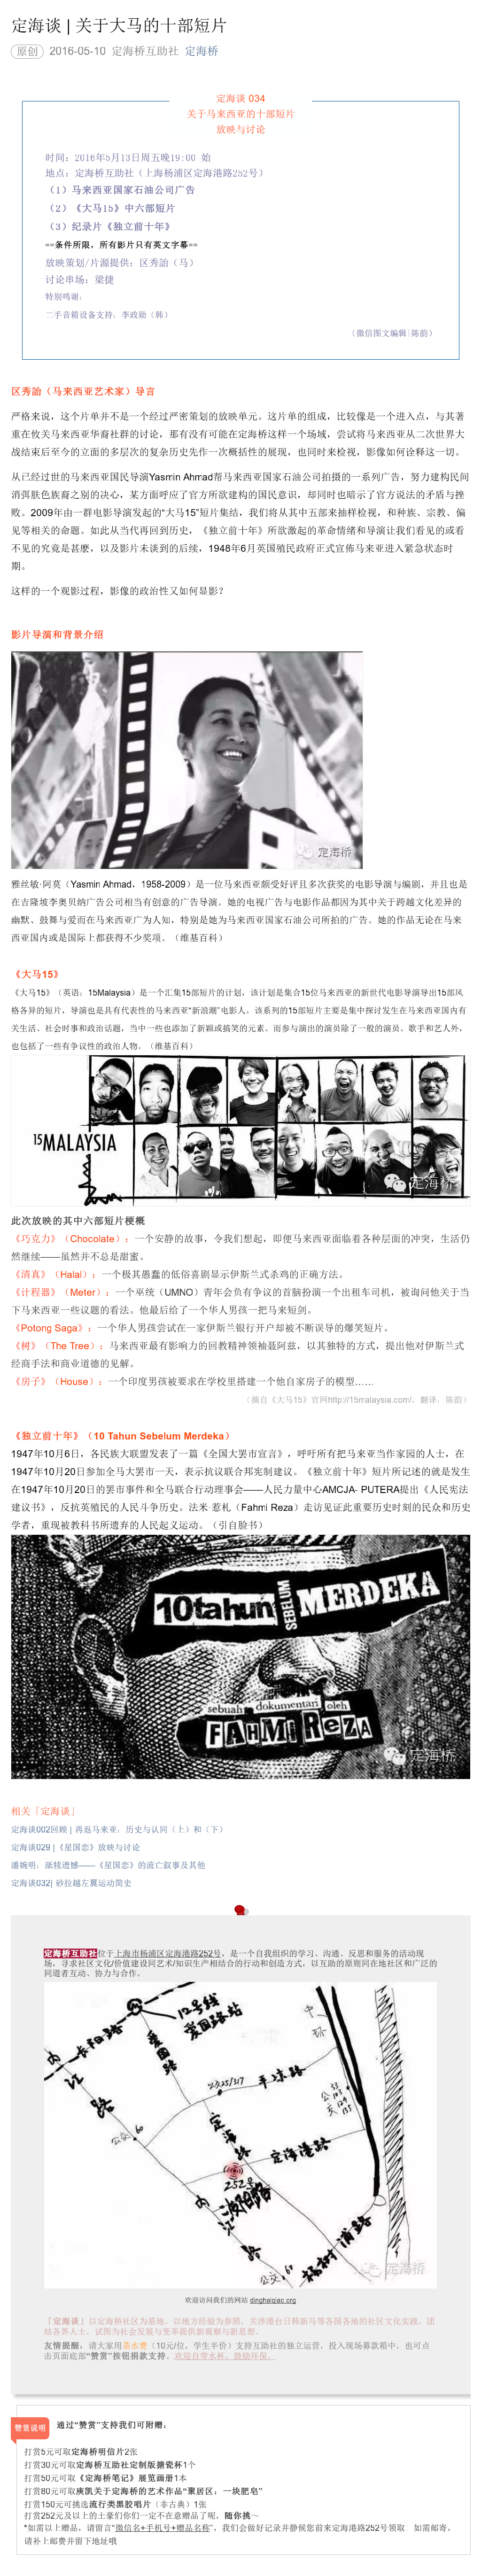 定海谈 | 关于大马的十部短片
原创 2016-05-10 定海桥互助社 定海桥
定海谈 034
关于马来西亚的十部短片
放映与讨论
时间：2016年5月13日周五晚19:00 始
地点：定海桥互助社（上海杨浦区定海港路252号）
（1）马来西亚国家石油公司广告
（2）《大马15》中六部短片
（3）纪录片《独立前十年》
==条件所限，所有影片只有英文字幕==
放映策划/片源提供：区秀詒（马）
讨论串场：梁捷
特别鸣谢：
二手音箱设备支持：李政勋（韩）
（微信图文编辑|陈韵）
区秀詒（马来西亚艺术家）导言
严格来说，这个片单并不是一个经过严密策划的放映单元。这片单的组成，比较像是一个进入点，与其著
重在攸关马来西亚华裔社群的讨论，那有没有可能在定海桥这样一个场域，尝试将马来西亚从二次世界大
战结束后至今的立面的多层次的复杂历史先作一次概括性的展现，也同时来检视，影像如何诠释这一切。
从已经过世的马来西亚国民导演Yasmin Ahmad帮马来西亚国家石油公司拍摄的一系列广告，努力建构民间
消弭肤色族裔之别的决心，某方面呼应了官方所欲建构的国民意识，却同时也暗示了官方说法的矛盾与挫
败。2009年由一群电影导演发起的“大马15”短片集结，我们将从其中五部来抽样检视，和种族、宗教、偏
见等相关的命题。如此从当代再回到历史，《独立前十年》所欲激起的革命情绪和导演让我们看见的或看
不见的究竟是甚麼，以及影片未谈到的后续，1948年6月英国殖民政府正式宣佈马来亚进入紧急状态时
期。
这样的一个观影过程，影像的政治性又如何显影？
影片导演和背景介绍
定海桥
雅丝敏·阿莫（Yasmin Ahmad，1958-2009）是一位马来西亚颇受好评且多次获奖的电影导演与编剧，并且也是
在吉隆坡李奥贝纳广告公司相当有创意的广告导演。她的电视广告与电影作品都因为其中关于跨越文化差异的
幽默、鼓舞与爱而在马来西亚广为人知，特别是她为马来西亚国家石油公司所拍的广告。她的作品无论在马来
西亚国内或是国际上都获得不少奖项。（维基百科）
《大马15》
《大马15》（英语：15Malaysia）是一个汇集15部短片的计划，该计划是集合15位马来西亚的新世代电影导演导出15部风
格各异的短片，导演也是具有代表性的马来西亚“新浪潮”电影人。该系列的15部短片主要是集中探讨发生在马来西亚国内有
关生活、社会时事和政治话题，当中一些也添加了新颖或搞笑的元素。而参与演出的演员除了一般的演员、歌手和艺人外，
也包括了一些有争议性的政治人物。（维基百科）
15MALAYSIA
定海桥
此次放映的其中六部短片梗概
《巧克力》（Chocolate）：一个安静的故事，令我们想起，即便马来西亚面临着各种层面的冲突，生活仍
然继续——虽然并不总是甜蜜。
《清真》（Halal）：一个极其愚蠢的低俗喜剧显示伊斯兰式杀鸡的正确方法。
《计程器》（Meter）：一个巫统（UMNO）青年会负有争议的首脑扮演一个出租车司机，被询问他关于当
下马来西亚一些议题的看法。他最后给了一个华人男孩一把马来短剑。
《Potong Saga》：一个华人男孩尝试在一家伊斯兰银行开户却被不断误导的爆笑短片。
《树》（The Tree）：马来西亚最有影响力的回教精神领袖聂阿兹，以其独特的方式，提出他对伊斯兰式
经商手法和商业道德的见解。
《房子》（House）：一个印度男孩被要求在学校里搭建一个他自家房子的模型……
（摘自《大马15》官网http://15malaysia.com/，翻译：陈韵）
《独立前十年》（10 Tahun Sebelum Merdeka）
1947年10月6日，各民族大联盟发表了一篇《全国大罢市宣言》，呼吁所有把马来亚当作家园的人士，在
1947年10月20日参加全马大罢市一天，表示抗议联合邦宪制建议。《独立前十年》短片所记述的就是发生
在1947年10月20日的罢市事件和全马联合行动理事会——人民力量中心AMCJA- PUTERA提出《人民宪法
建议书》，反抗英殖民的人民斗争历史。法米·惹札（Fahmi Reza）走访见证此重要历史时刻的民众和历史
学者，重现被教科书所遗弃的人民起义运动。（引自脸书）
10tahun SEBELUM MERDEKA
sebuah dokumentari oleh
FAHMI REZA
定海桥
相关「定海谈」
定海谈002回顾 | 再返马来亚：历史与认同（上）和（下）
定海谈029 |《星国恋》放映与讨论
潘婉明：舐犊遗憾——《星国恋》的流亡叙事及其他
定海谈032| 砂拉越左翼运动简史
定海桥互助社位于上海市杨浦区定海港路252号，是一个自我组织的学习、沟通、反思和服务的活动现
场，寻求社区文化/价值建设同艺术/知识生产相结合的行动和创造方式，以互助的原则同在地社区和广泛的
同道者互动、协力与合作。
12号线
爱国路站
内江路
爱国路
平凉路
定海路
定海港路
252号
定海桥
欢迎访问我们的网站 dinghaiqiao.org
「定海谈」以定海桥社区为基地、以地方经验为参照，关涉港台日韩新马等各国各地的社区文化实践，团
结各界人士，试图为社会发展与变革提供新观察与新思想。
友情提醒：请大家用茶水费（10元/位，学生半价）支持互助社的独立运营，投入现场募款箱中，也可点
击页面底部“赞赏”按钮捐款支持。欢迎自带水杯，鼓励环保。
赞赏说明
通过“赞赏”支持我们可附赠：
打赏5元可取定海桥明信片2张
打赏30元可取定海桥互助社定制版搪瓷杯1个
打赏50元可取《定海桥笔记》展览画册1本
打赏80元可取庾凯关于定海桥的艺术作品“聚居区，一块肥皂”
打赏150元可挑选流行类黑胶唱片（非古典）1张
打赏252元及以上的土豪们你们一定不在意赠品了呢，随你挑～
*如需以上赠品，请留言“微信名+手机号+赠品名称”，我们会做好记录并静候您前来定海港路252号领取 如需邮寄，
请补上邮费并留下地址哦